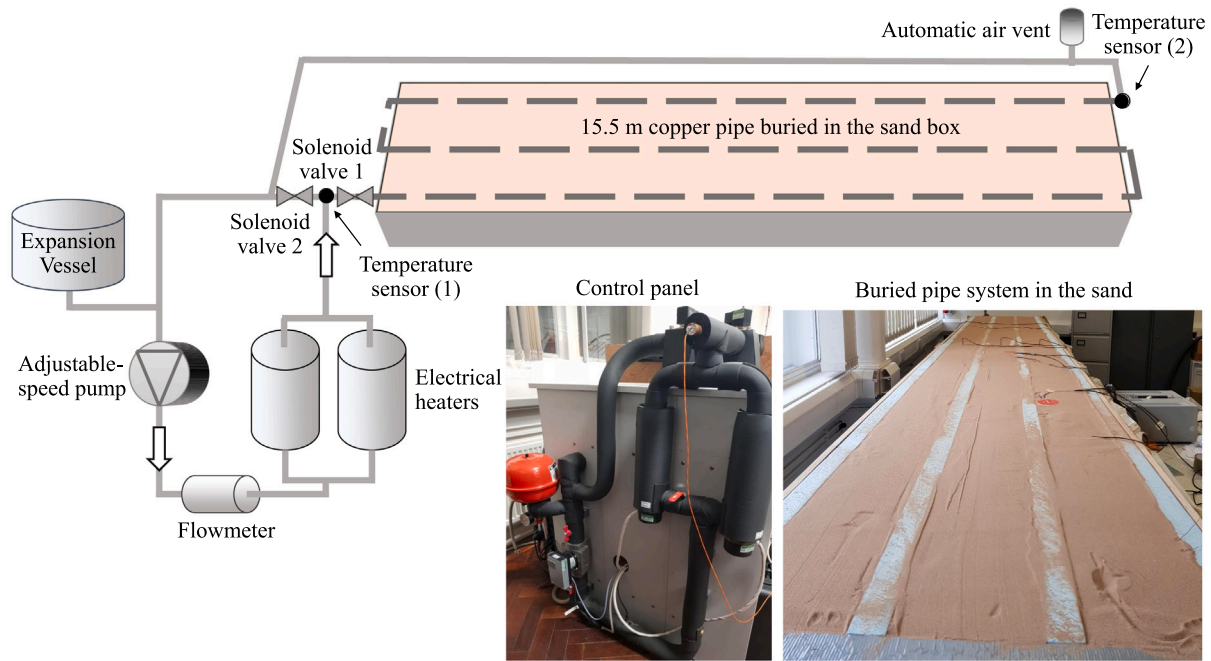 Automatic air vent
Temperature
sensor (2)
15.5 m copper pipe buried in the sand box
Solenoid
valve 1
Solenoid
valve 2
Expansion
Vessel
Temperature
sensor (1)
Control panel
Buried pipe system in the sand
Adjustable-
speed pump
Electrical
heaters
Flowmeter